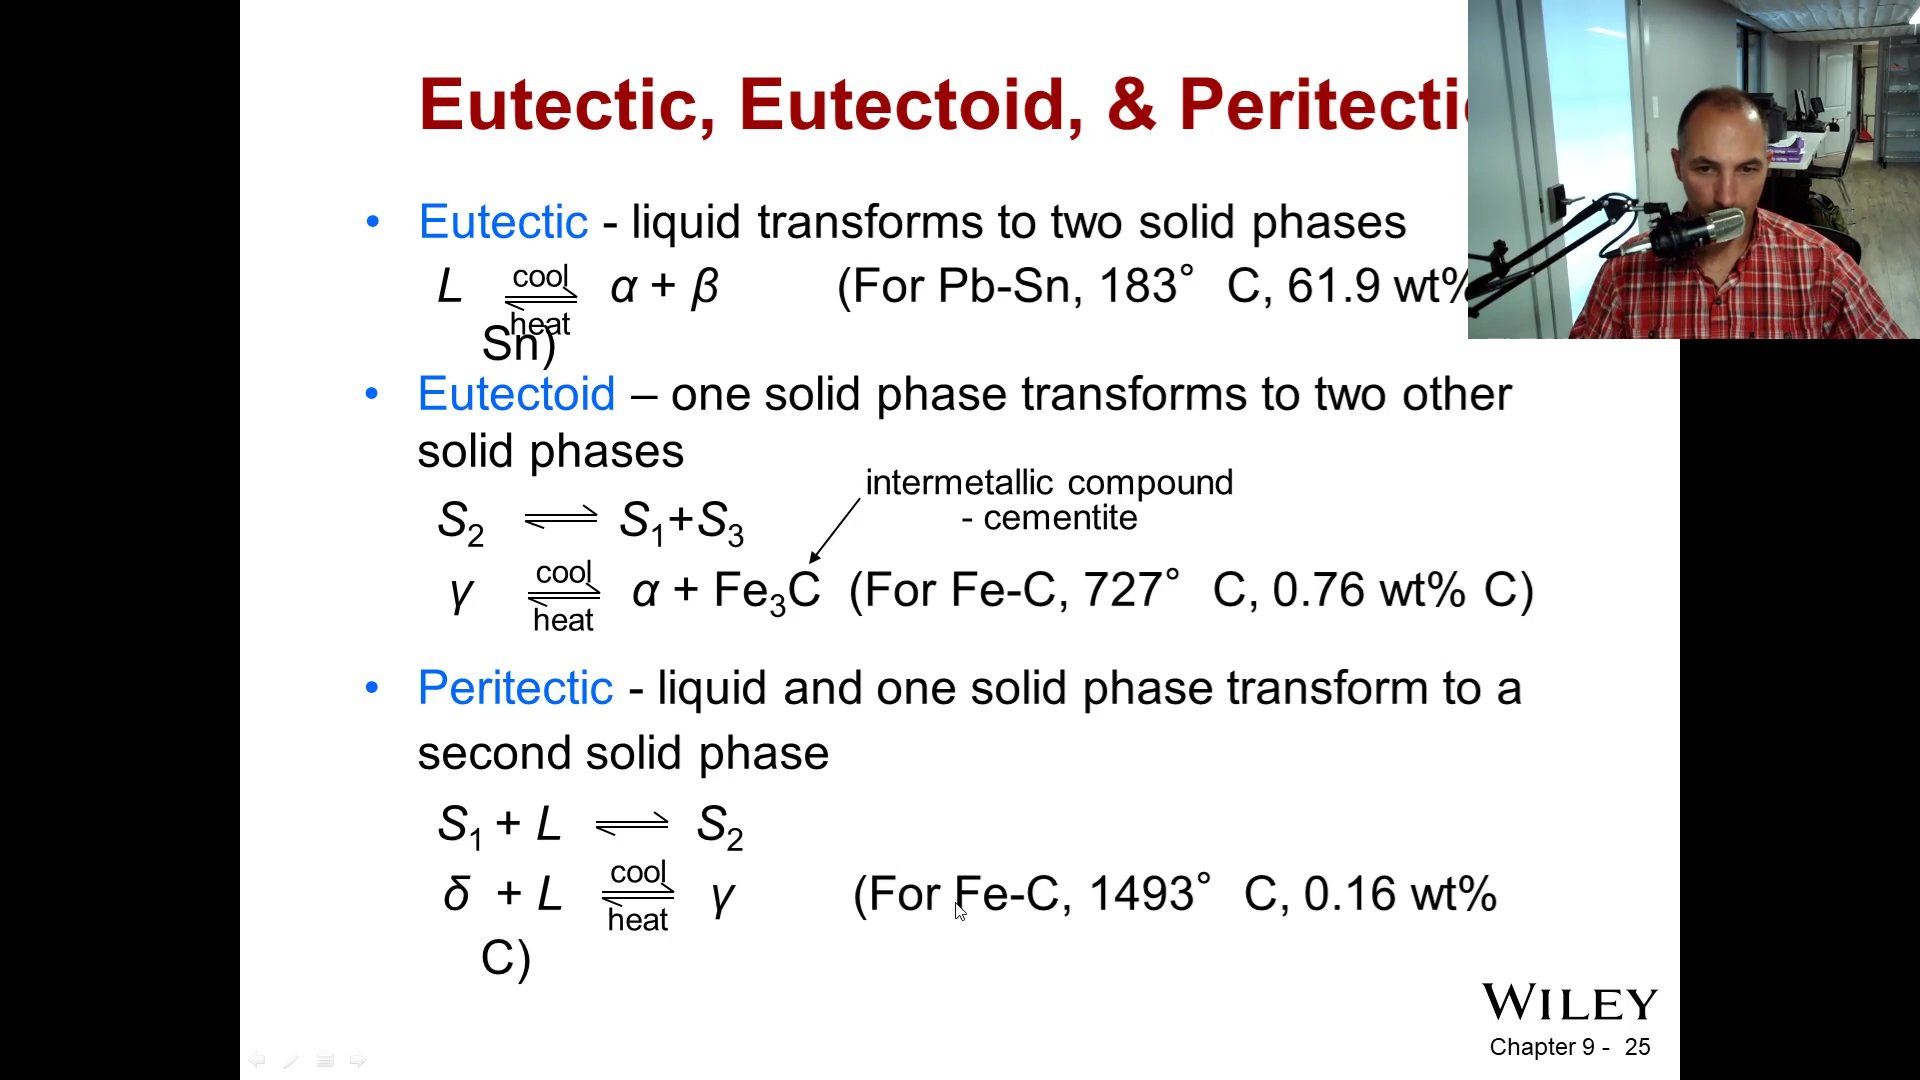 Eutectic, Eutectoid, & Peritectic
• Eutectic - liquid transforms to two solid phases
L cool heat α + β (For Pb-Sn, 183° C, 61.9 wt%
Sn)
• Eutectoid – one solid phase transforms to two other
solid phases
intermetallic compound
- cementite
S2 ⇌ S1+S3
γ cool heat α + Fe3C (For Fe-C, 727° C, 0.76 wt% C)
• Peritectic - liquid and one solid phase transform to a
second solid phase
S1 + L ⇌ S2
δ + L cool heat γ (For Fe-C, 1493° C, 0.16 wt%
C)
WILEY
Chapter 9 - 25